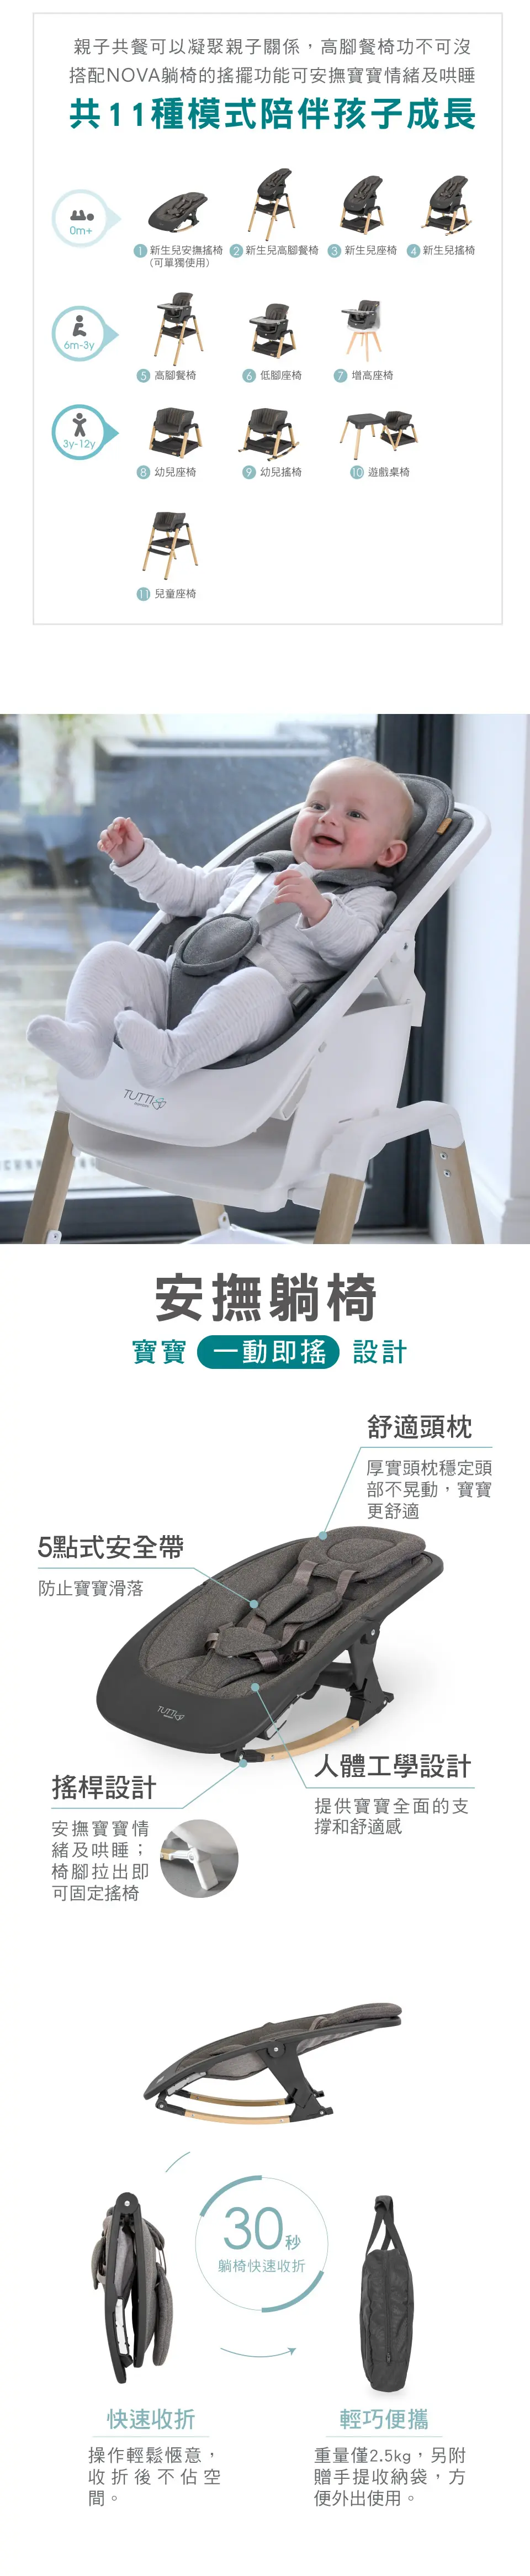 親子共餐可以凝聚親子關係，高腳餐椅功不可沒
搭配NOVA躺椅的搖擺功能可安撫寶寶情緒及哄睡
共11種模式陪伴孩子成長
0m+
1 新生兒安撫搖椅
（可單獨使用）
2 新生兒高腳餐椅
3 新生兒座椅
4 新生兒搖椅
6m-3y
5 高腳餐椅
6 低腳座椅
7 增高座椅
3y-12y
8 幼兒座椅
9 幼兒搖椅
10 遊戲桌椅
11 兒童座椅
TUTTI
bambini
安撫躺椅
寶寶 一動即搖 設計
舒適頭枕
厚實頭枕穩定頭
部不晃動，寶寶
更舒適
5點式安全帶
防止寶寶滑落
TUTTI
搖桿設計
安撫寶寶情
緒及哄睡；
椅腳拉出即
可固定搖椅
人體工學設計
提供寶寶全面的支
撐和舒適感
30秒
躺椅快速收折
快速收折
操作輕鬆愜意，
收折後不佔空
間。
輕巧便攜
重量僅2.5kg，另附
贈手提收納袋，方
便外出使用。